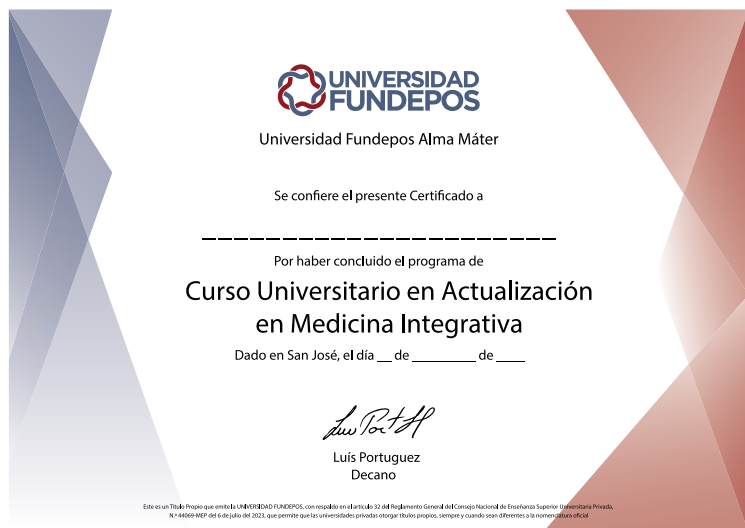 UNIVERSIDAD
FUNDEPOS
Universidad Fundepos Alma Máter
Se confiere el presente Certificado a
Por haber concluido el programa de
Curso Universitario en Actualización
en Medicina Integrativa
Dado en San José, el día __ de ________ de ____
Luís Portuguez
Decano
Este es un Título Propio que emite la UNIVERSIDAD FUNDEPOS, con respaldo en el artículo 32 del Reglamento General del Consejo Nacional de Enseñanza Superior Universitaria Privada,
N.º 44069-MEP del 6 de julio del 2023, que permite que las universidades privadas otorgar títulos propios, siempre y cuando sean diferentes a la nomenclatura oficial